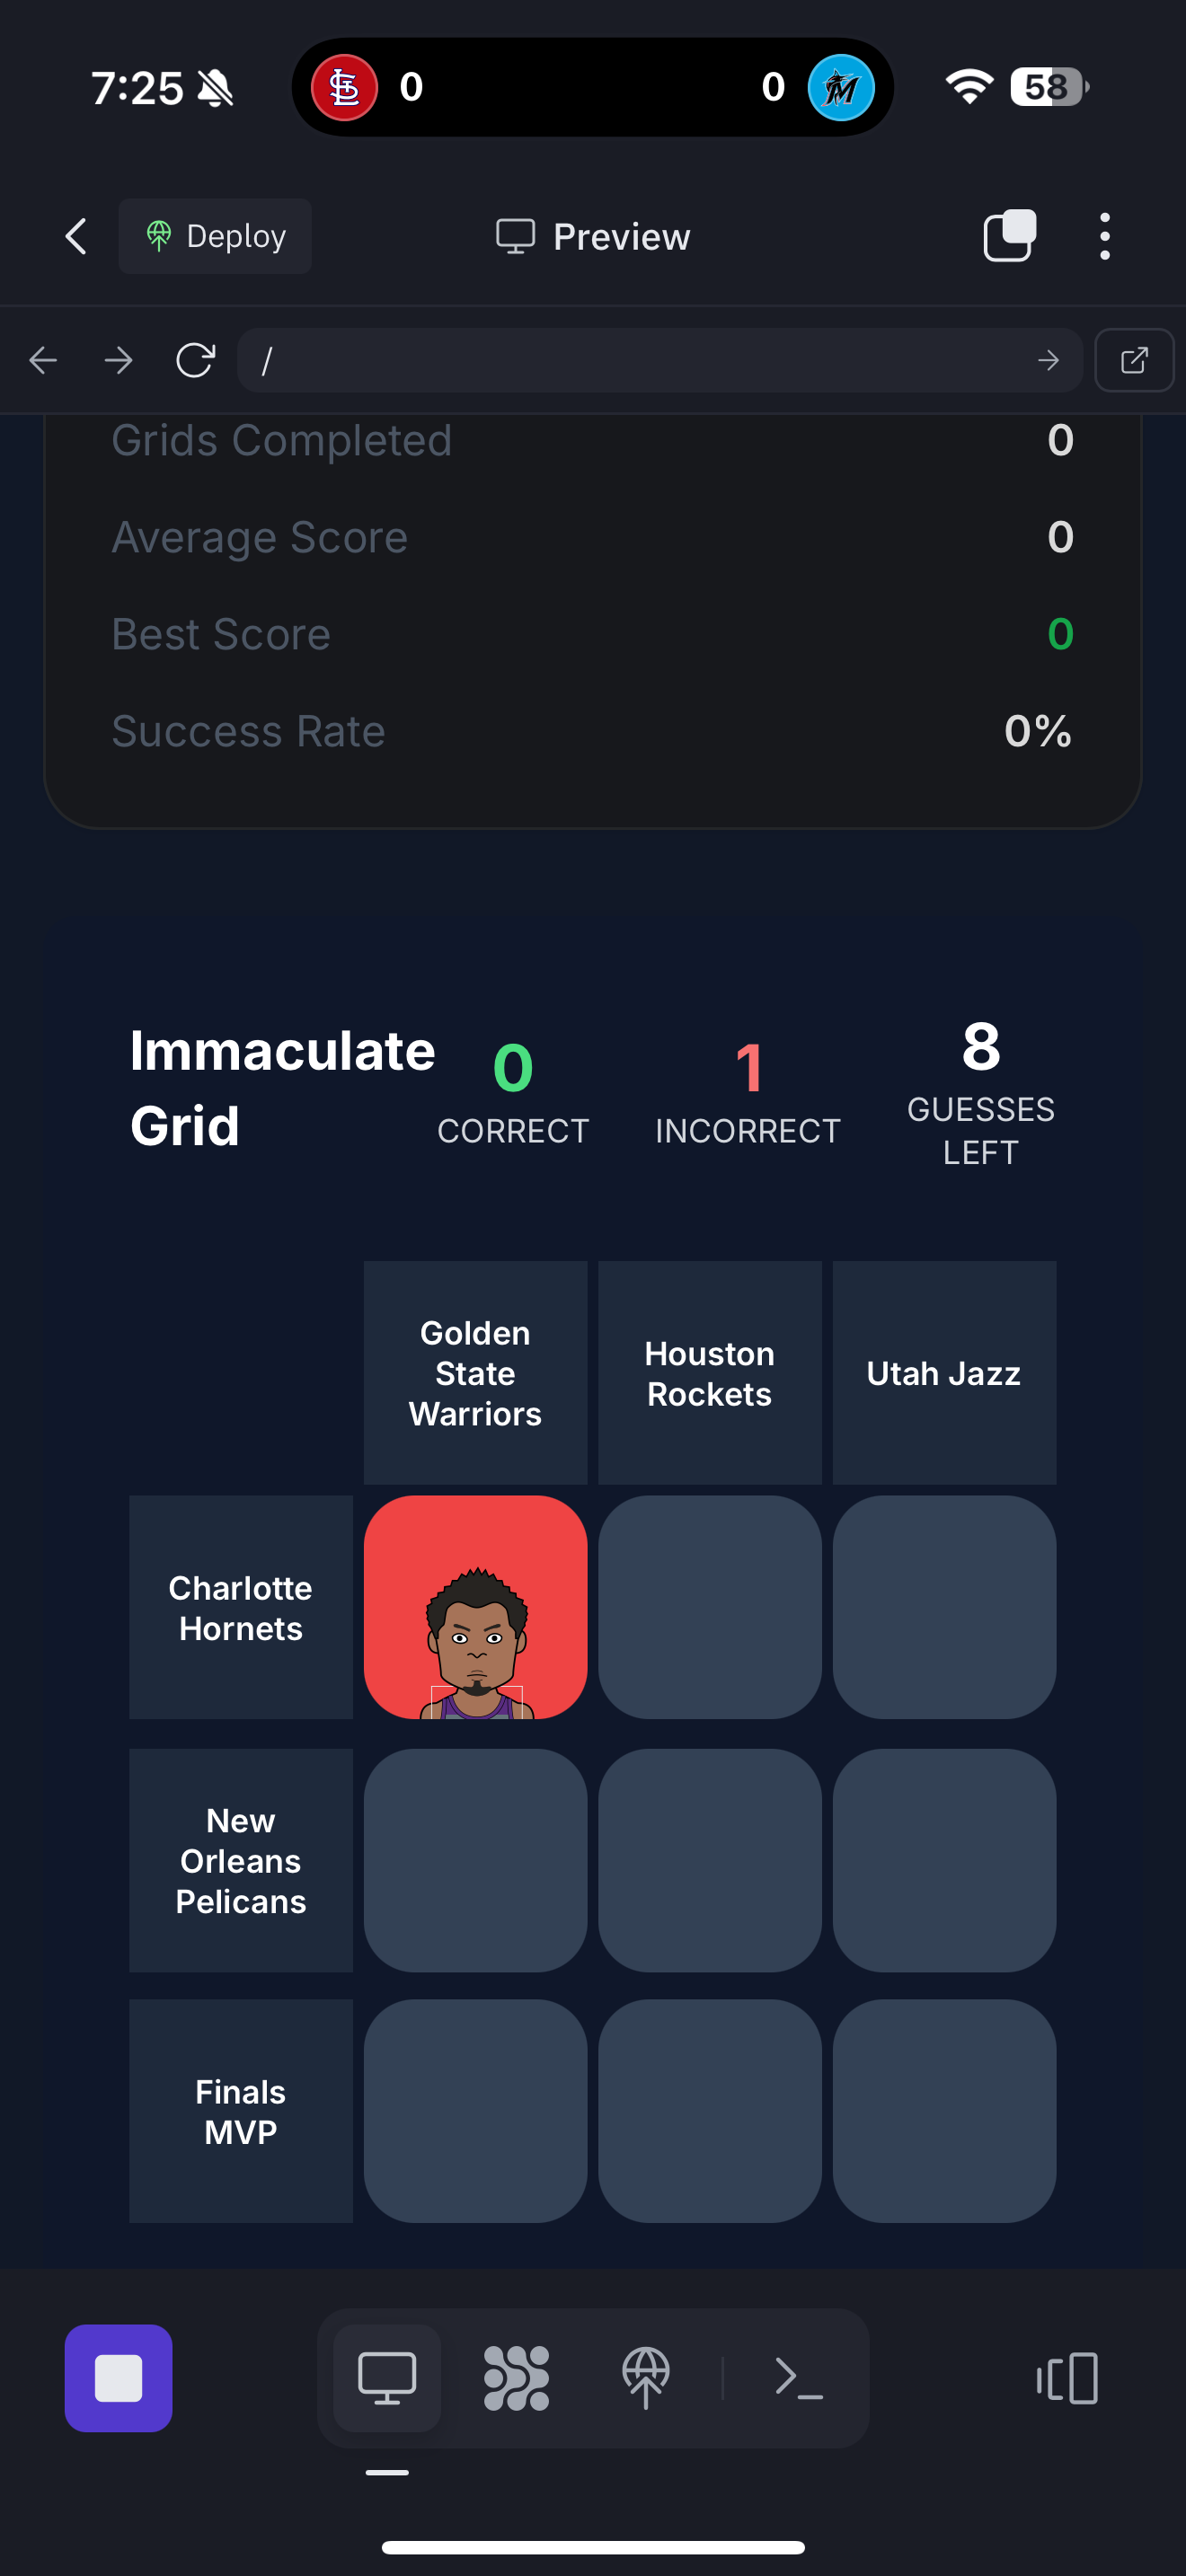 7:25
0
0
58
Deploy
Preview
/
Grids Completed
0
Average Score
0
Best Score
0
Success Rate
0%
Immaculate
Grid
0
CORRECT
1
INCORRECT
8
GUESSES
LEFT
Golden
State
Warriors
Houston
Rockets
Utah Jazz
Charlotte
Hornets
New
Orleans
Pelicans
Finals
MVP